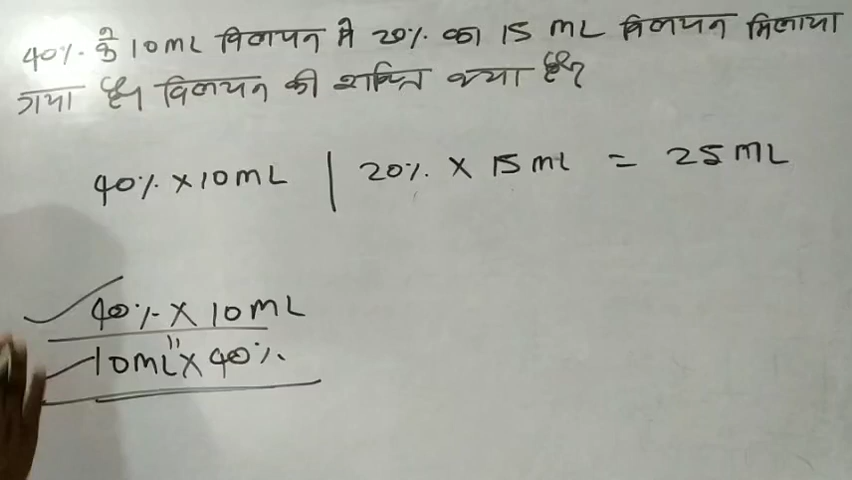 40%. के 10ML विलयन मे 20%. का 15 ML विलयन मिलाया
गया है। विलयन की शक्ति क्या है?
40%. × 10ML | 20%. × 15 ML = 25 ML
40%. × 10ML
"
10ML × 40%.